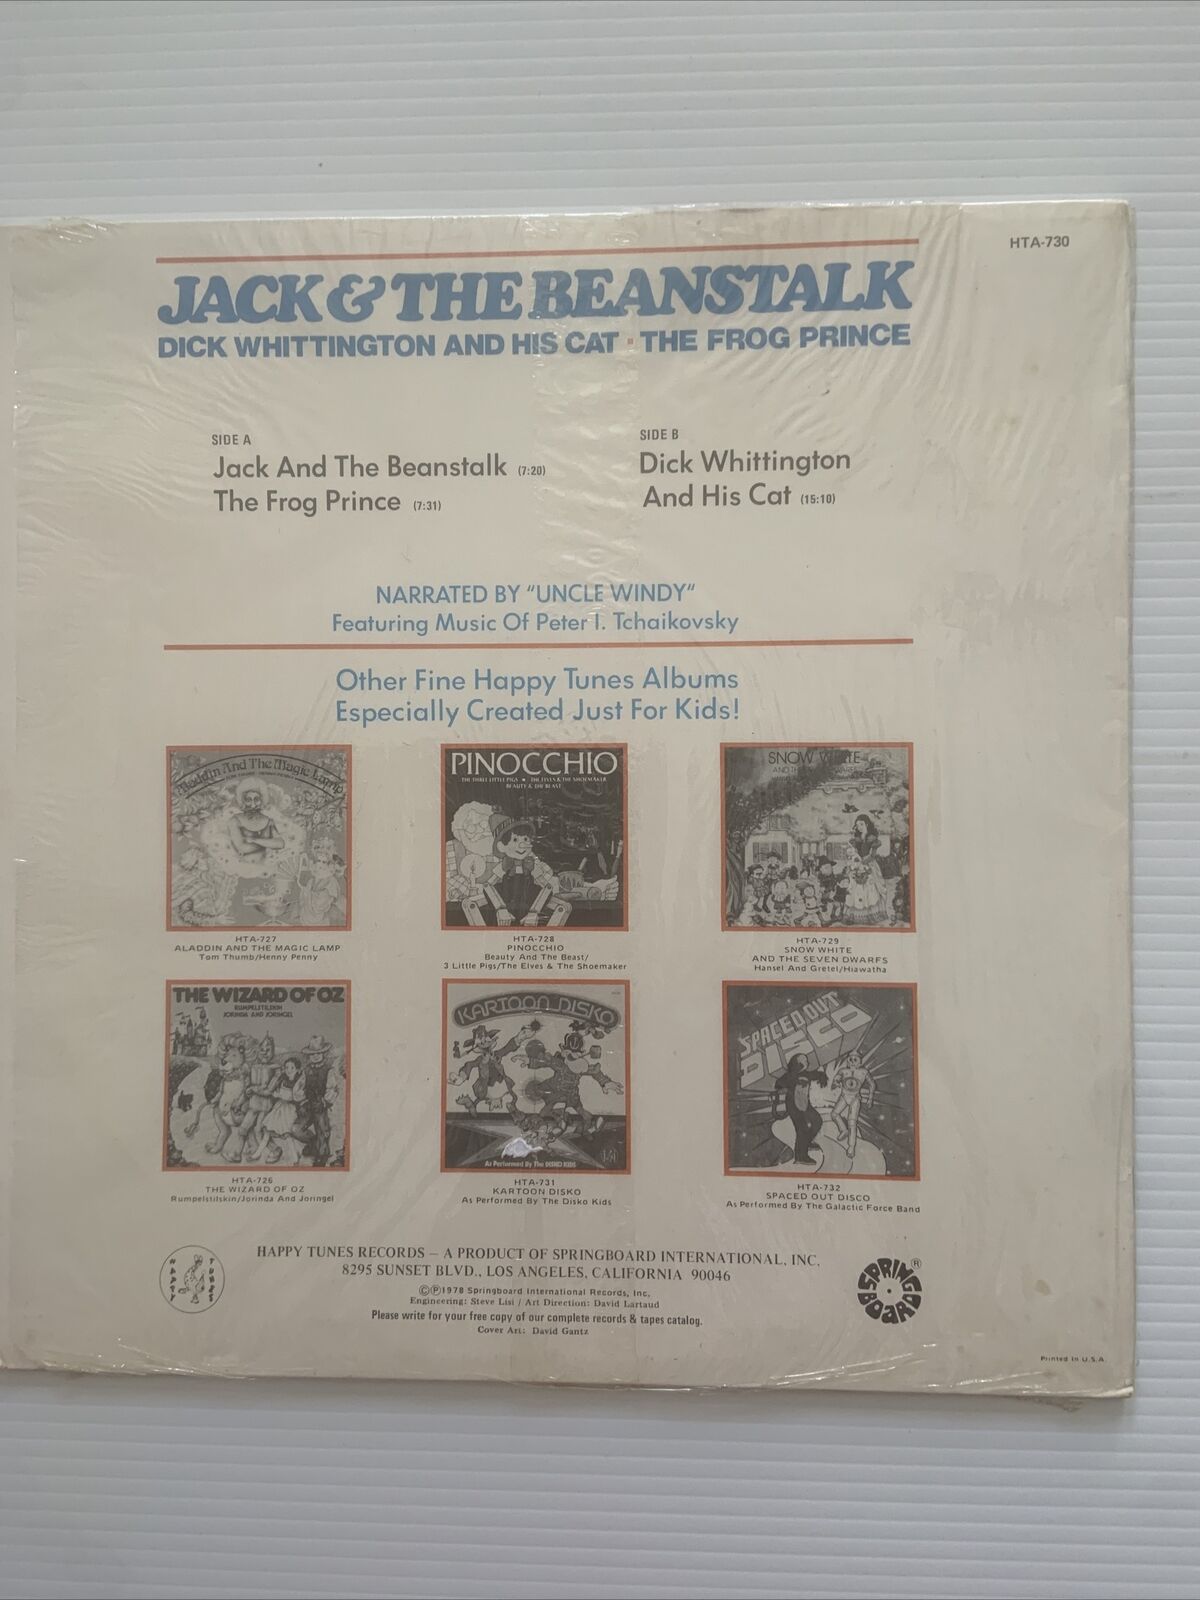 HTA-730
JACK & THE BEANSTALK
DICK WHITTINGTON AND HIS CAT • THE FROG PRINCE
SIDE A
Jack And The Beanstalk (7:20)
The Frog Prince (7:31)
SIDE B
Dick Whittington
And His Cat (15:10)
NARRATED BY "UNCLE WINDY"
Featuring Music Of Peter I. Tchaikovsky
Other Fine Happy Tunes Albums
Especially Created Just For Kids!
Aladdin And The Magic Lamp
HTA-727
ALADDIN AND THE MAGIC LAMP
Tom Thumb/Henny Penny
PINOCCHIO
THE THREE LITTLE PIGS • THE ELVES & THE SHOEMAKER
BEAUTY & THE BEAST
HTA-728
PINOCCHIO
Beauty And The Beast/
3 Little Pigs/The Elves & The Shoemaker
SNOW WHITE
HTA-729
SNOW WHITE
AND THE SEVEN DWARFS
Hansel And Gretel/Hiawatha
THE WIZARD OF OZ
RUMPELSTILSKIN
JORINDA AND JORINGEL
HTA-726
THE WIZARD OF OZ
Rumpelstilskin/Jorinda And Joringel
KARTOON DISKO
As Performed By The DISKO KIDS
HTA-731
KARTOON DISKO
As Performed By The Disko Kids
SPACED OUT
DISCO
HTA-732
SPACED OUT DISCO
As Performed By The Galactic Force Band
HAPPY TUNES
HAPPY TUNES RECORDS – A PRODUCT OF SPRINGBOARD INTERNATIONAL, INC.
8295 SUNSET BLVD., LOS ANGELES, CALIFORNIA 90046
©℗1978 Springboard International Records, Inc,
Engineering: Steve Lisi / Art Direction: David Lartaud
Please write for your free copy of our complete records & tapes catalog.
Cover Art: David Gantz
SPRING BOARD ®
Printed in U.S.A.